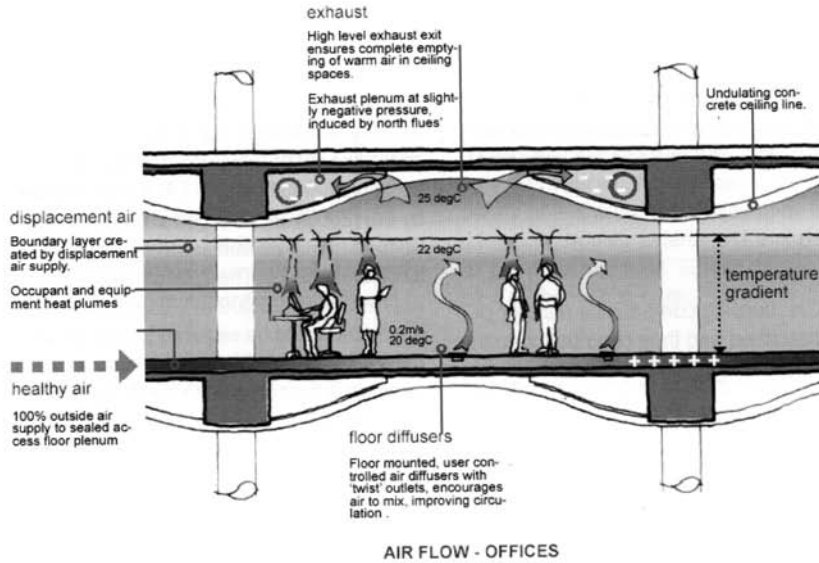 exhaust
High level exhaust exit
ensures complete empty-
ing of warm air in ceiling
spaces.
Exhaust plenum at slight-
ly negative pressure,
induced by north flues'
Undulating con-
crete ceiling line.
25 degC
displacement air
Boundary layer cre-
ated by displacement
air supply.
22 degC
Occupant and equip-
ment heat plumes
temperature
gradient
0.2m/s
20 degC
healthy air
100% outside air
supply to sealed ac-
cess floor plenum
floor diffusers
Floor mounted, user con-
trolled air diffusers with
'twist' outlets, encourages
air to mix, improving circu-
lation .
AIR FLOW - OFFICES